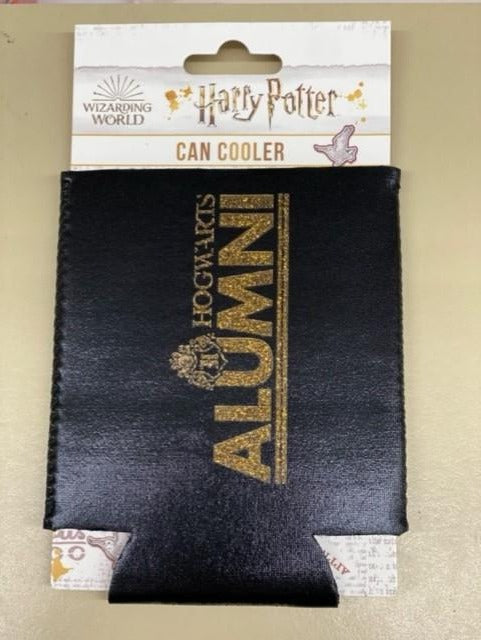 WIZARDING
WORLD
Harry Potter
CAN COOLER
HOGWARTS
H
ALUMNI